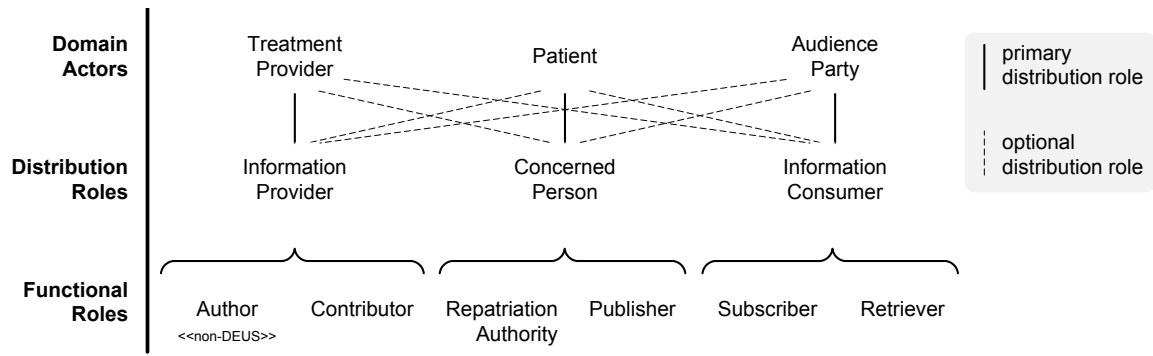 Domain
Actors
Treatment
Provider
Patient
Audience
Party
primary
distribution role
optional
distribution role
Distribution
Roles
Information
Provider
Concerned
Person
Information
Consumer
Functional
Roles
Author
<<non-DEUS>>
Contributor
Repatriation
Authority
Publisher
Subscriber
Retriever